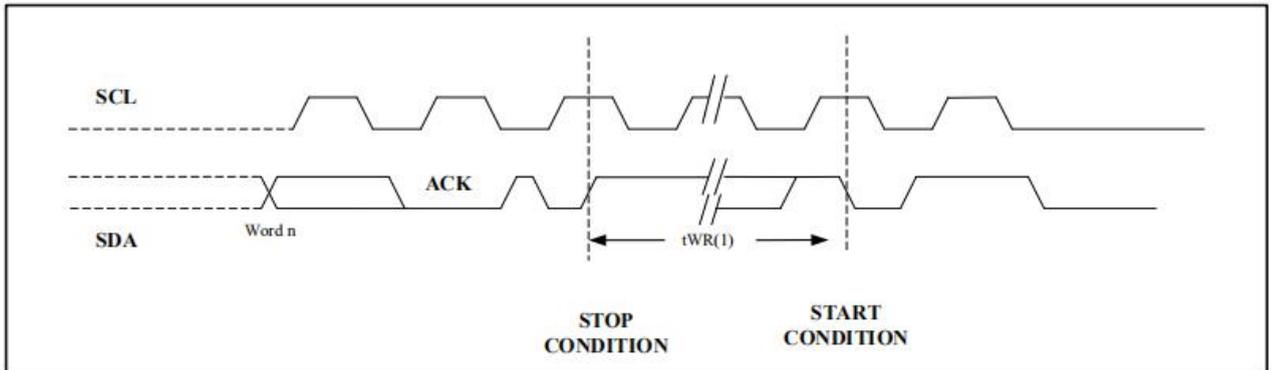 SCL
ACK
Word n
SDA
tWR(1)
STOP
CONDITION
START
CONDITION